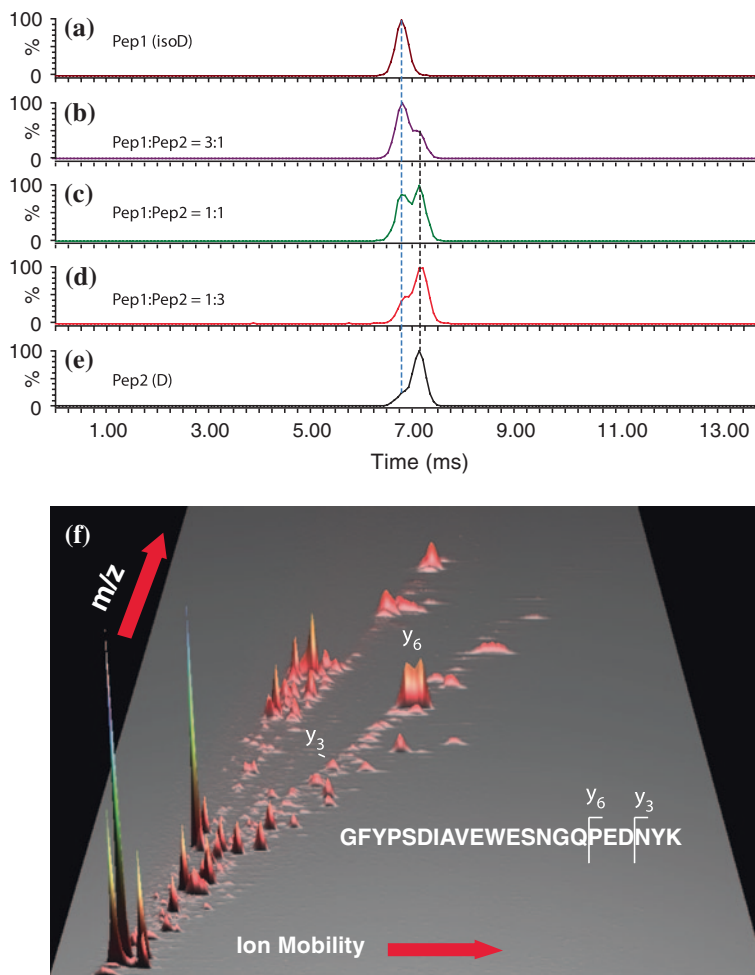 (a)
Pep1 (isoD)
100
%
0
(b)
Pep1:Pep2 = 3:1
100
%
0
(c)
Pep1:Pep2 = 1:1
100
%
0
(d)
Pep1:Pep2 = 1:3
100
%
0
(e)
Pep2 (D)
100
%
0
1.00 3.00 5.00 7.00 9.00 11.00 13.00
Time (ms)
(f)
m/z
y6
y3
y6 y3
GFYPSDIAVEWESNGQPEDNYK
Ion Mobility